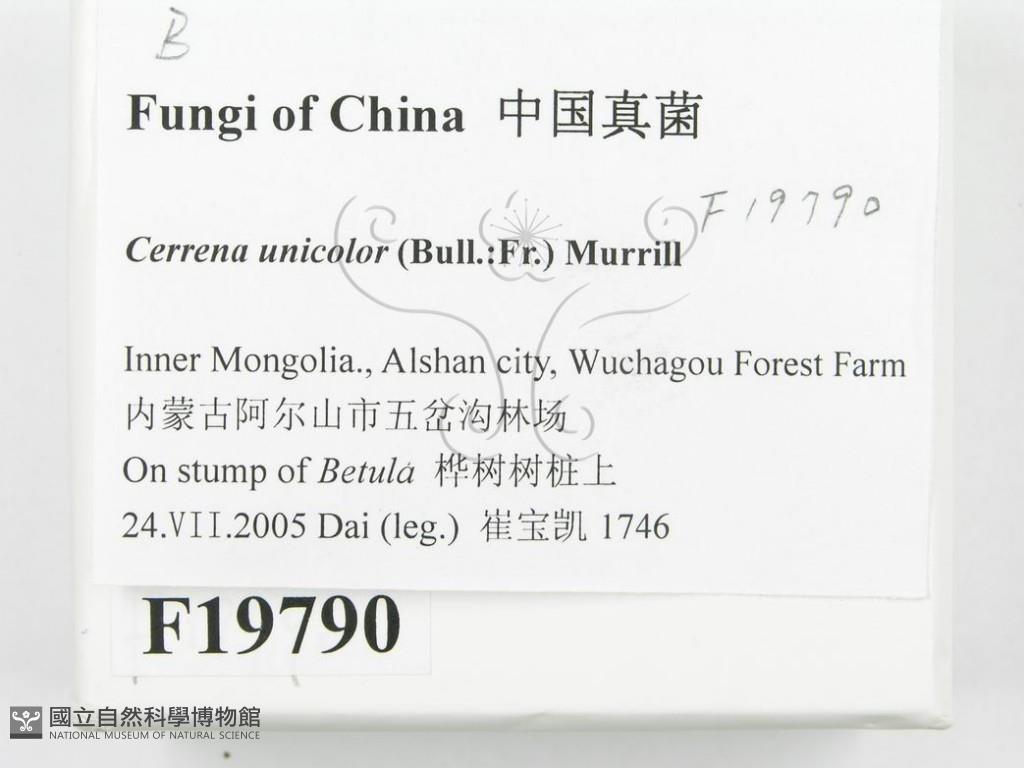 B
Fungi of China 中国真菌
F19790
Cerrena unicolor (Bull.:Fr.) Murrill
Inner Mongolia., Alshan city, Wuchagou Forest Farm
内蒙古阿尔山市五岔沟林场
On stump of Betula 桦树树桩上
24.VII.2005 Dai (leg.) 崔宝凯 1746
F19790
國立自然科學博物館
NATIONAL MUSEUM OF NATURAL SCIENCE